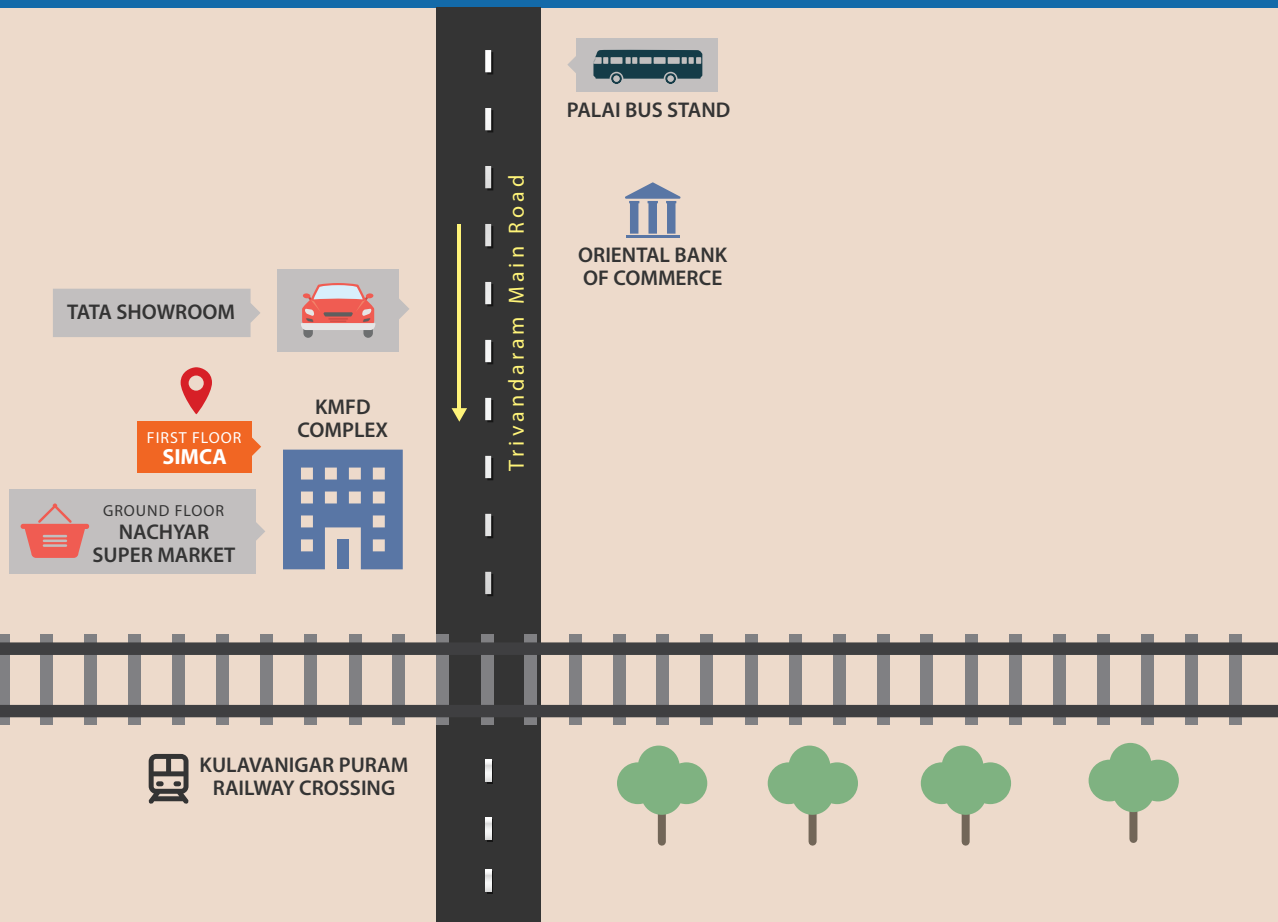 PALAI BUS STAND
Trivandaram Main Road
ORIENTAL BANK
OF COMMERCE
TATA SHOWROOM
KMFD
COMPLEX
FIRST FLOOR
SIMCA
GROUND FLOOR
NACHYAR
SUPER MARKET
KULAVANIGAR PURAM
RAILWAY CROSSING